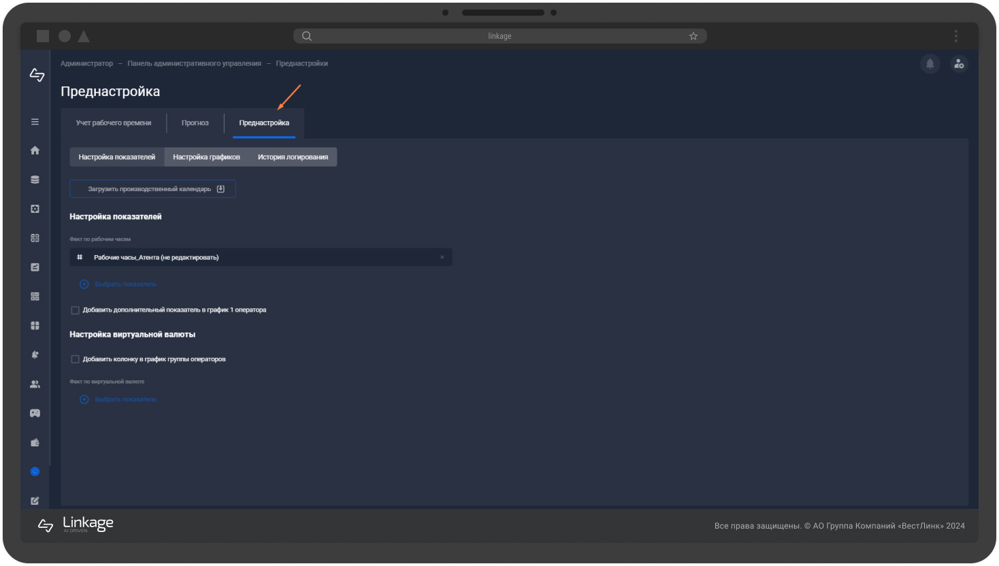 linkage
Администратор – Панель административного управления – Преднастройки
Преднастройка
Учет рабочего времени
Прогноз
Преднастройка
Настройка показателей
Настройка графиков
История логирования
Загрузить производственный календарь
Настройка показателей
Факт по рабочим часам
# Рабочие часы_Атента (не редактировать)
Выбрать показатель
Добавить дополнительный показатель в график 1 оператора
Настройка виртуальной валюты
Добавить колонку в график группы операторов
Факт по виртуальной валюте
Выбрать показатель
Linkage
AI DRIVEN
Все права защищены. © АО Группа Компаний «ВестЛинк» 2024